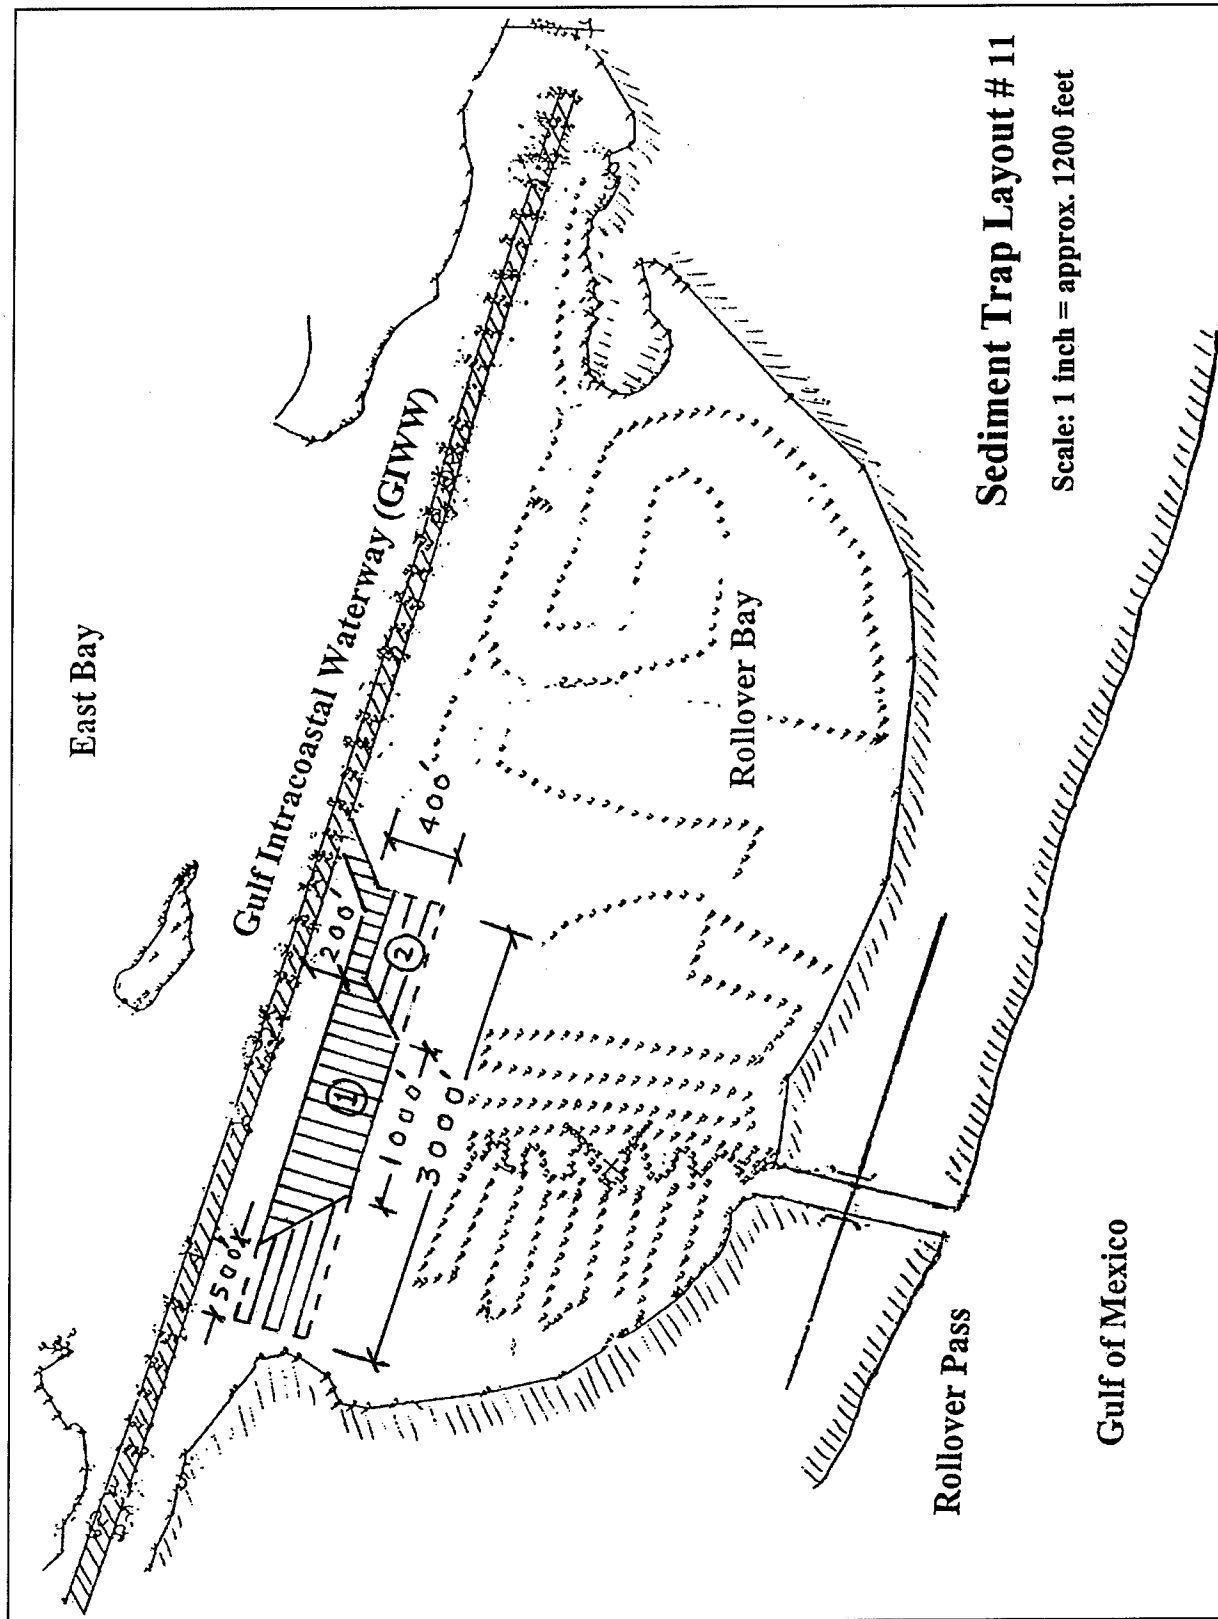 East Bay
Gulf Intracoastal Waterway (GIWW)
500'
200'
400'
1
2
1000'
3000'
Rollover Bay
Rollover Pass
Gulf of Mexico
Sediment Trap Layout # 11
Scale: 1 inch = approx. 1200 feet